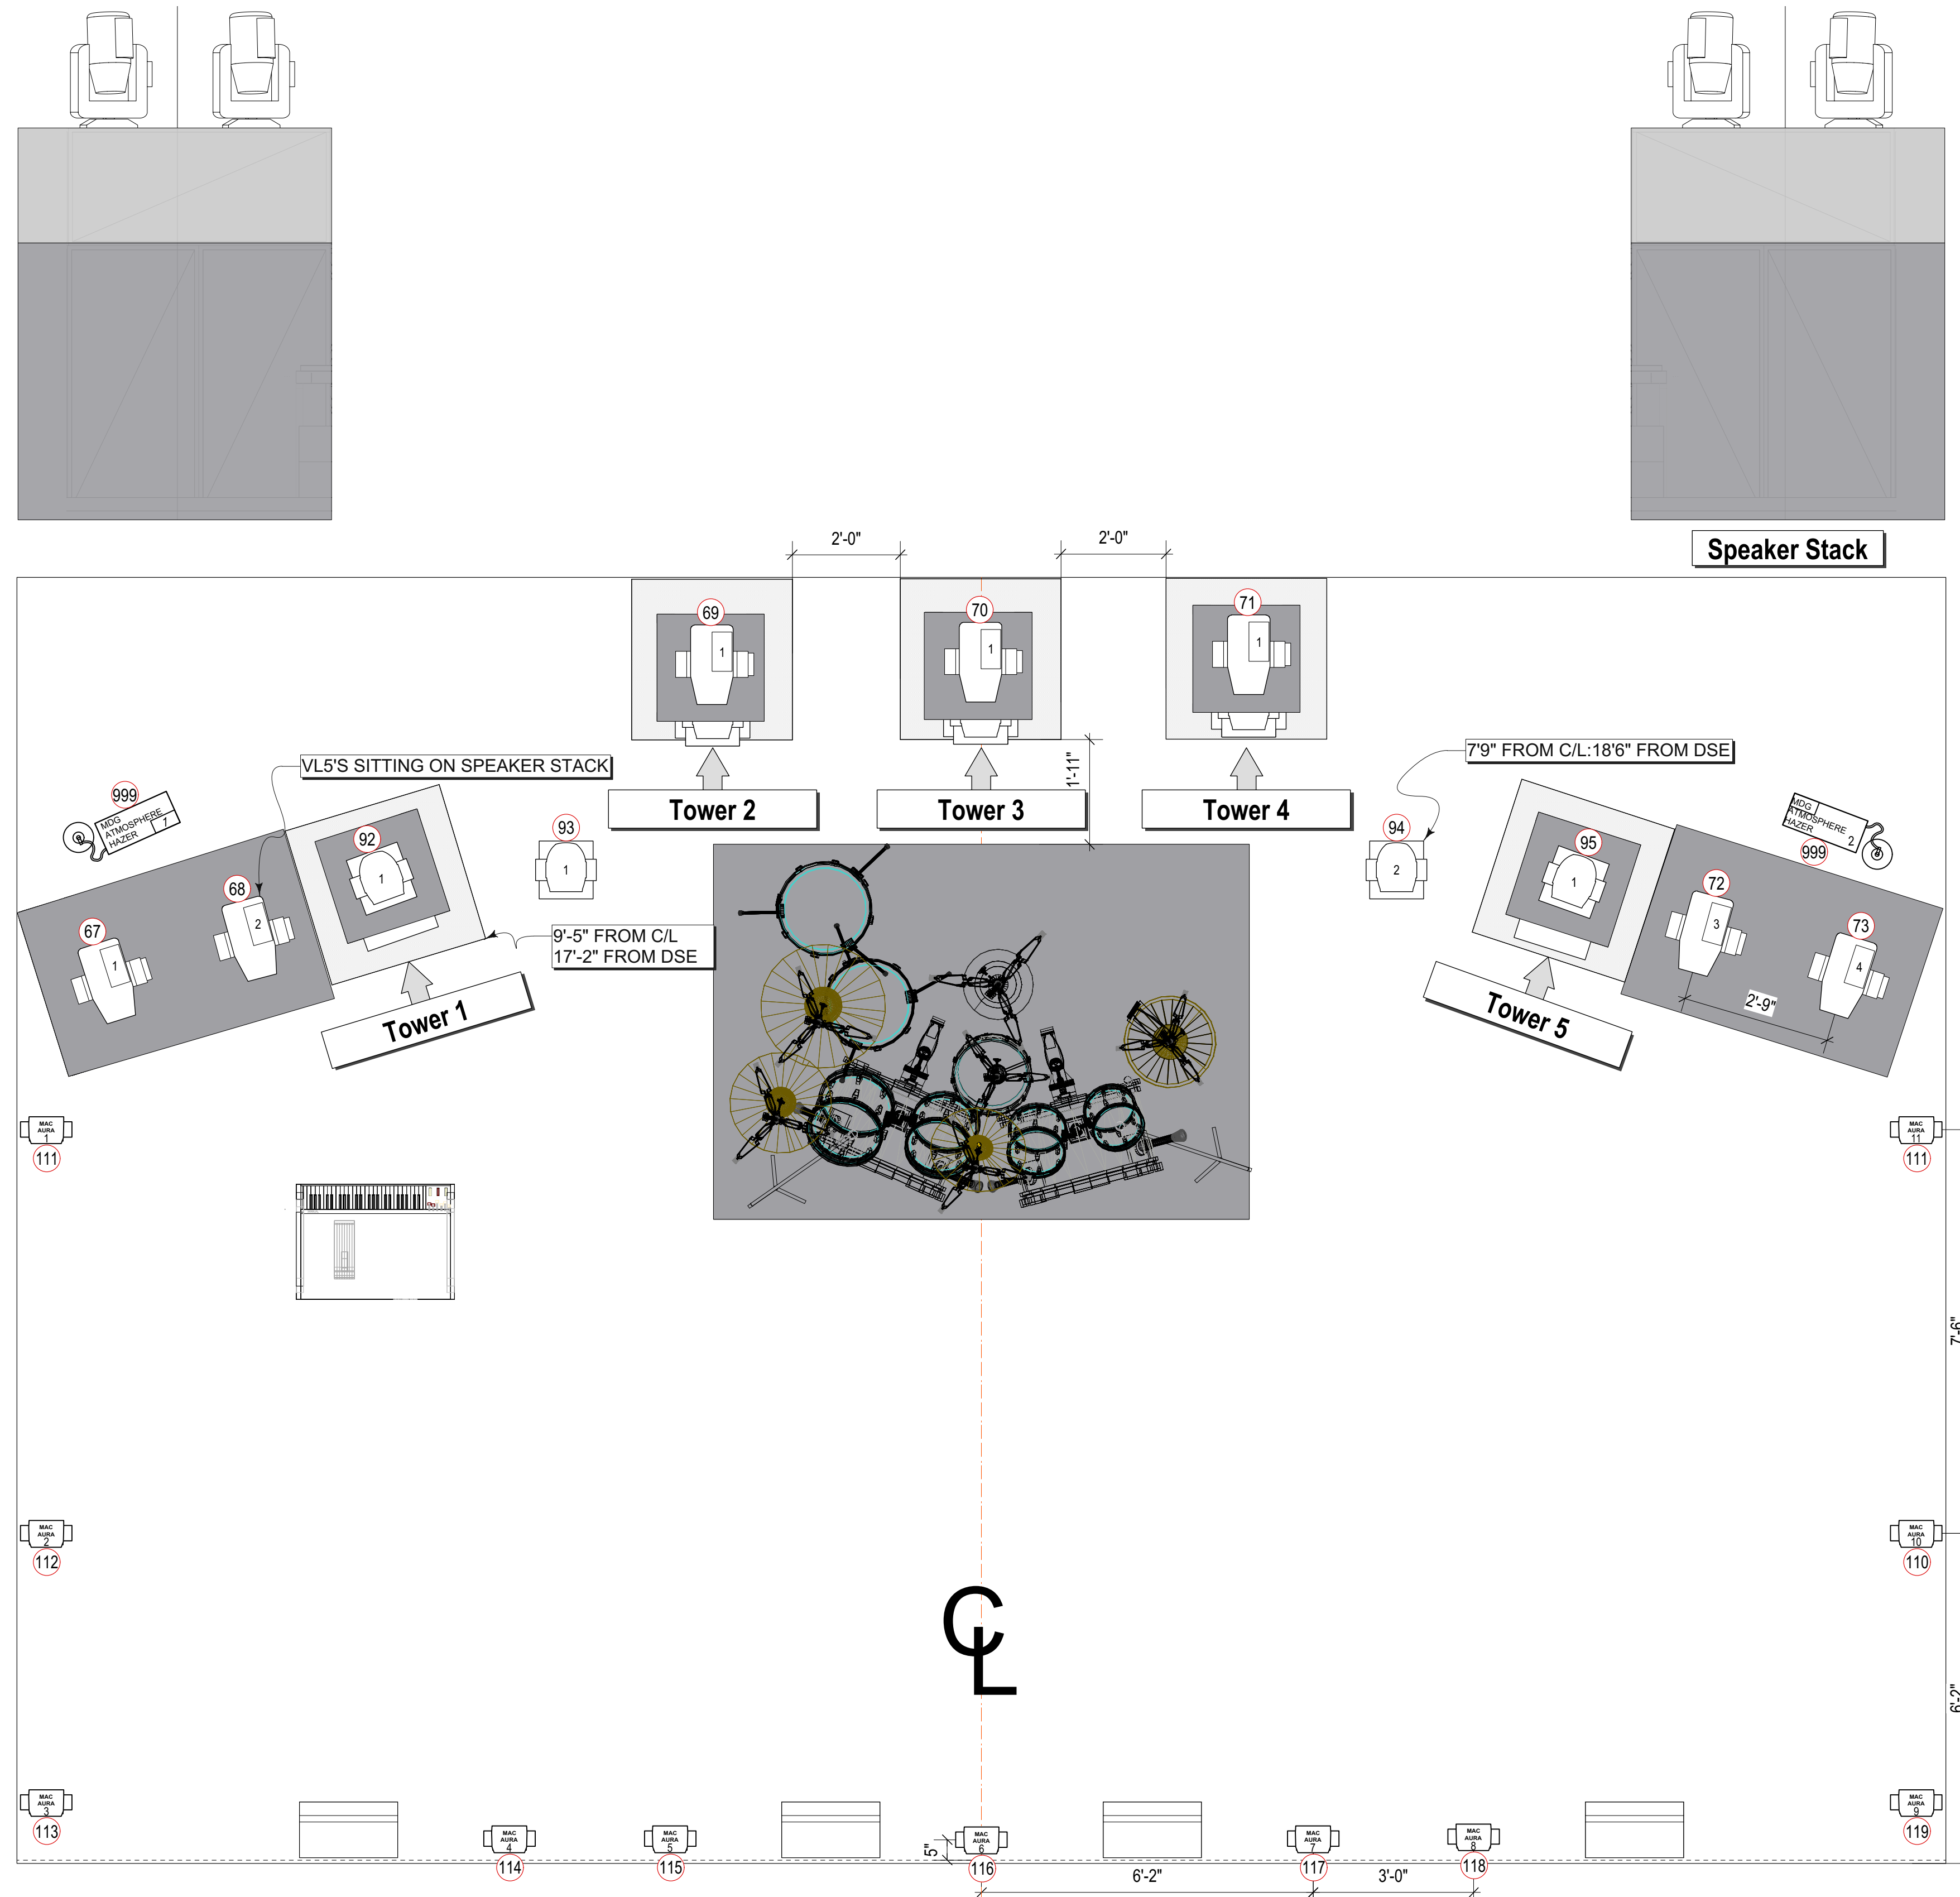 2'-0"
2'-0"
Speaker Stack
69
1
70
1
71
1
VL5'S SITTING ON SPEAKER STACK
7'9" FROM C/L:18'6" FROM DSE
1'-11"
Tower 2
Tower 3
Tower 4
999
MDG
ATMOSPHERE
HAZER
1
92
1
93
1
94
2
95
1
MDG
ATMOSPHERE
HAZER
2
999
67
1
68
2
72
3
73
4
9'-5" FROM C/L
17'-2" FROM DSE
Tower 1
Tower 5
2'-9"
MAC
AURA
1
111
MAC
AURA
11
111
7'-6"
MAC
AURA
2
112
MAC
AURA
10
110
CL
6'-2"
MAC
AURA
3
113
MAC
AURA
4
114
MAC
AURA
5
115
5"
MAC
AURA
6
116
MAC
AURA
7
117
MAC
AURA
8
118
MAC
AURA
9
119
6'-2"
3'-0"